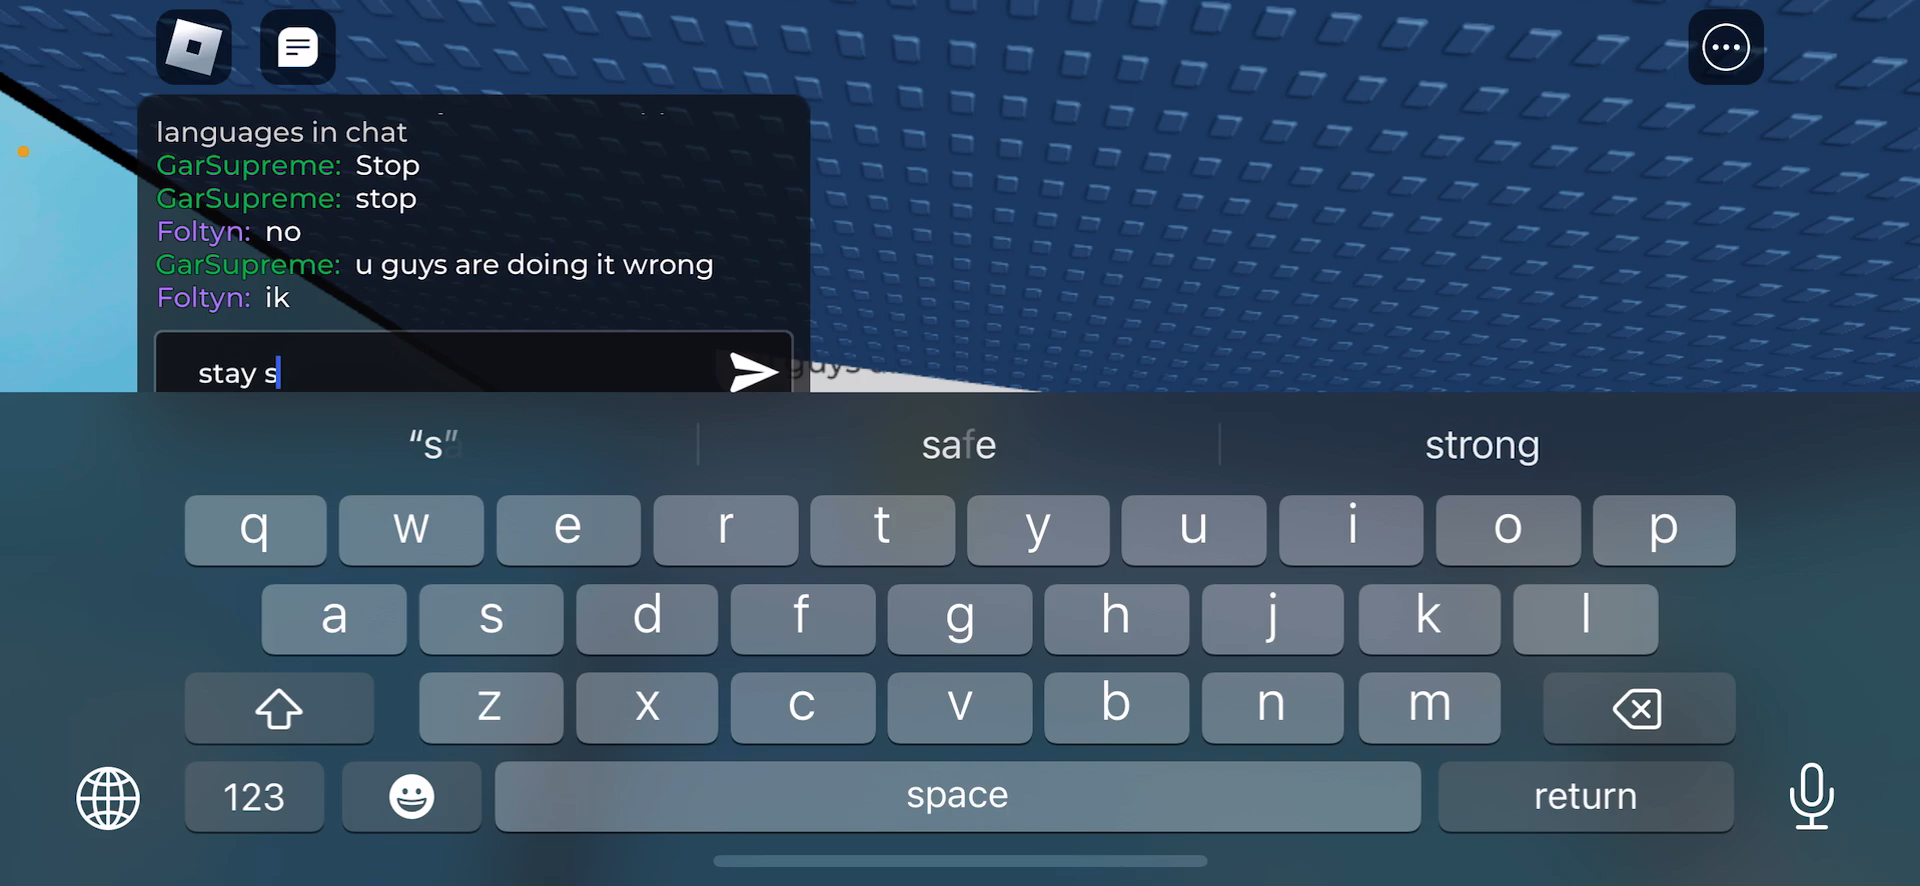 languages in chat
GarSupreme: Stop
GarSupreme: stop
Foltyn: no
GarSupreme: u guys are doing it wrong
Foltyn: ik
stay s
guys
“s” safe strong
q w e r t y u i o p
a s d f g h j k l
z x c v b n m
123 space return